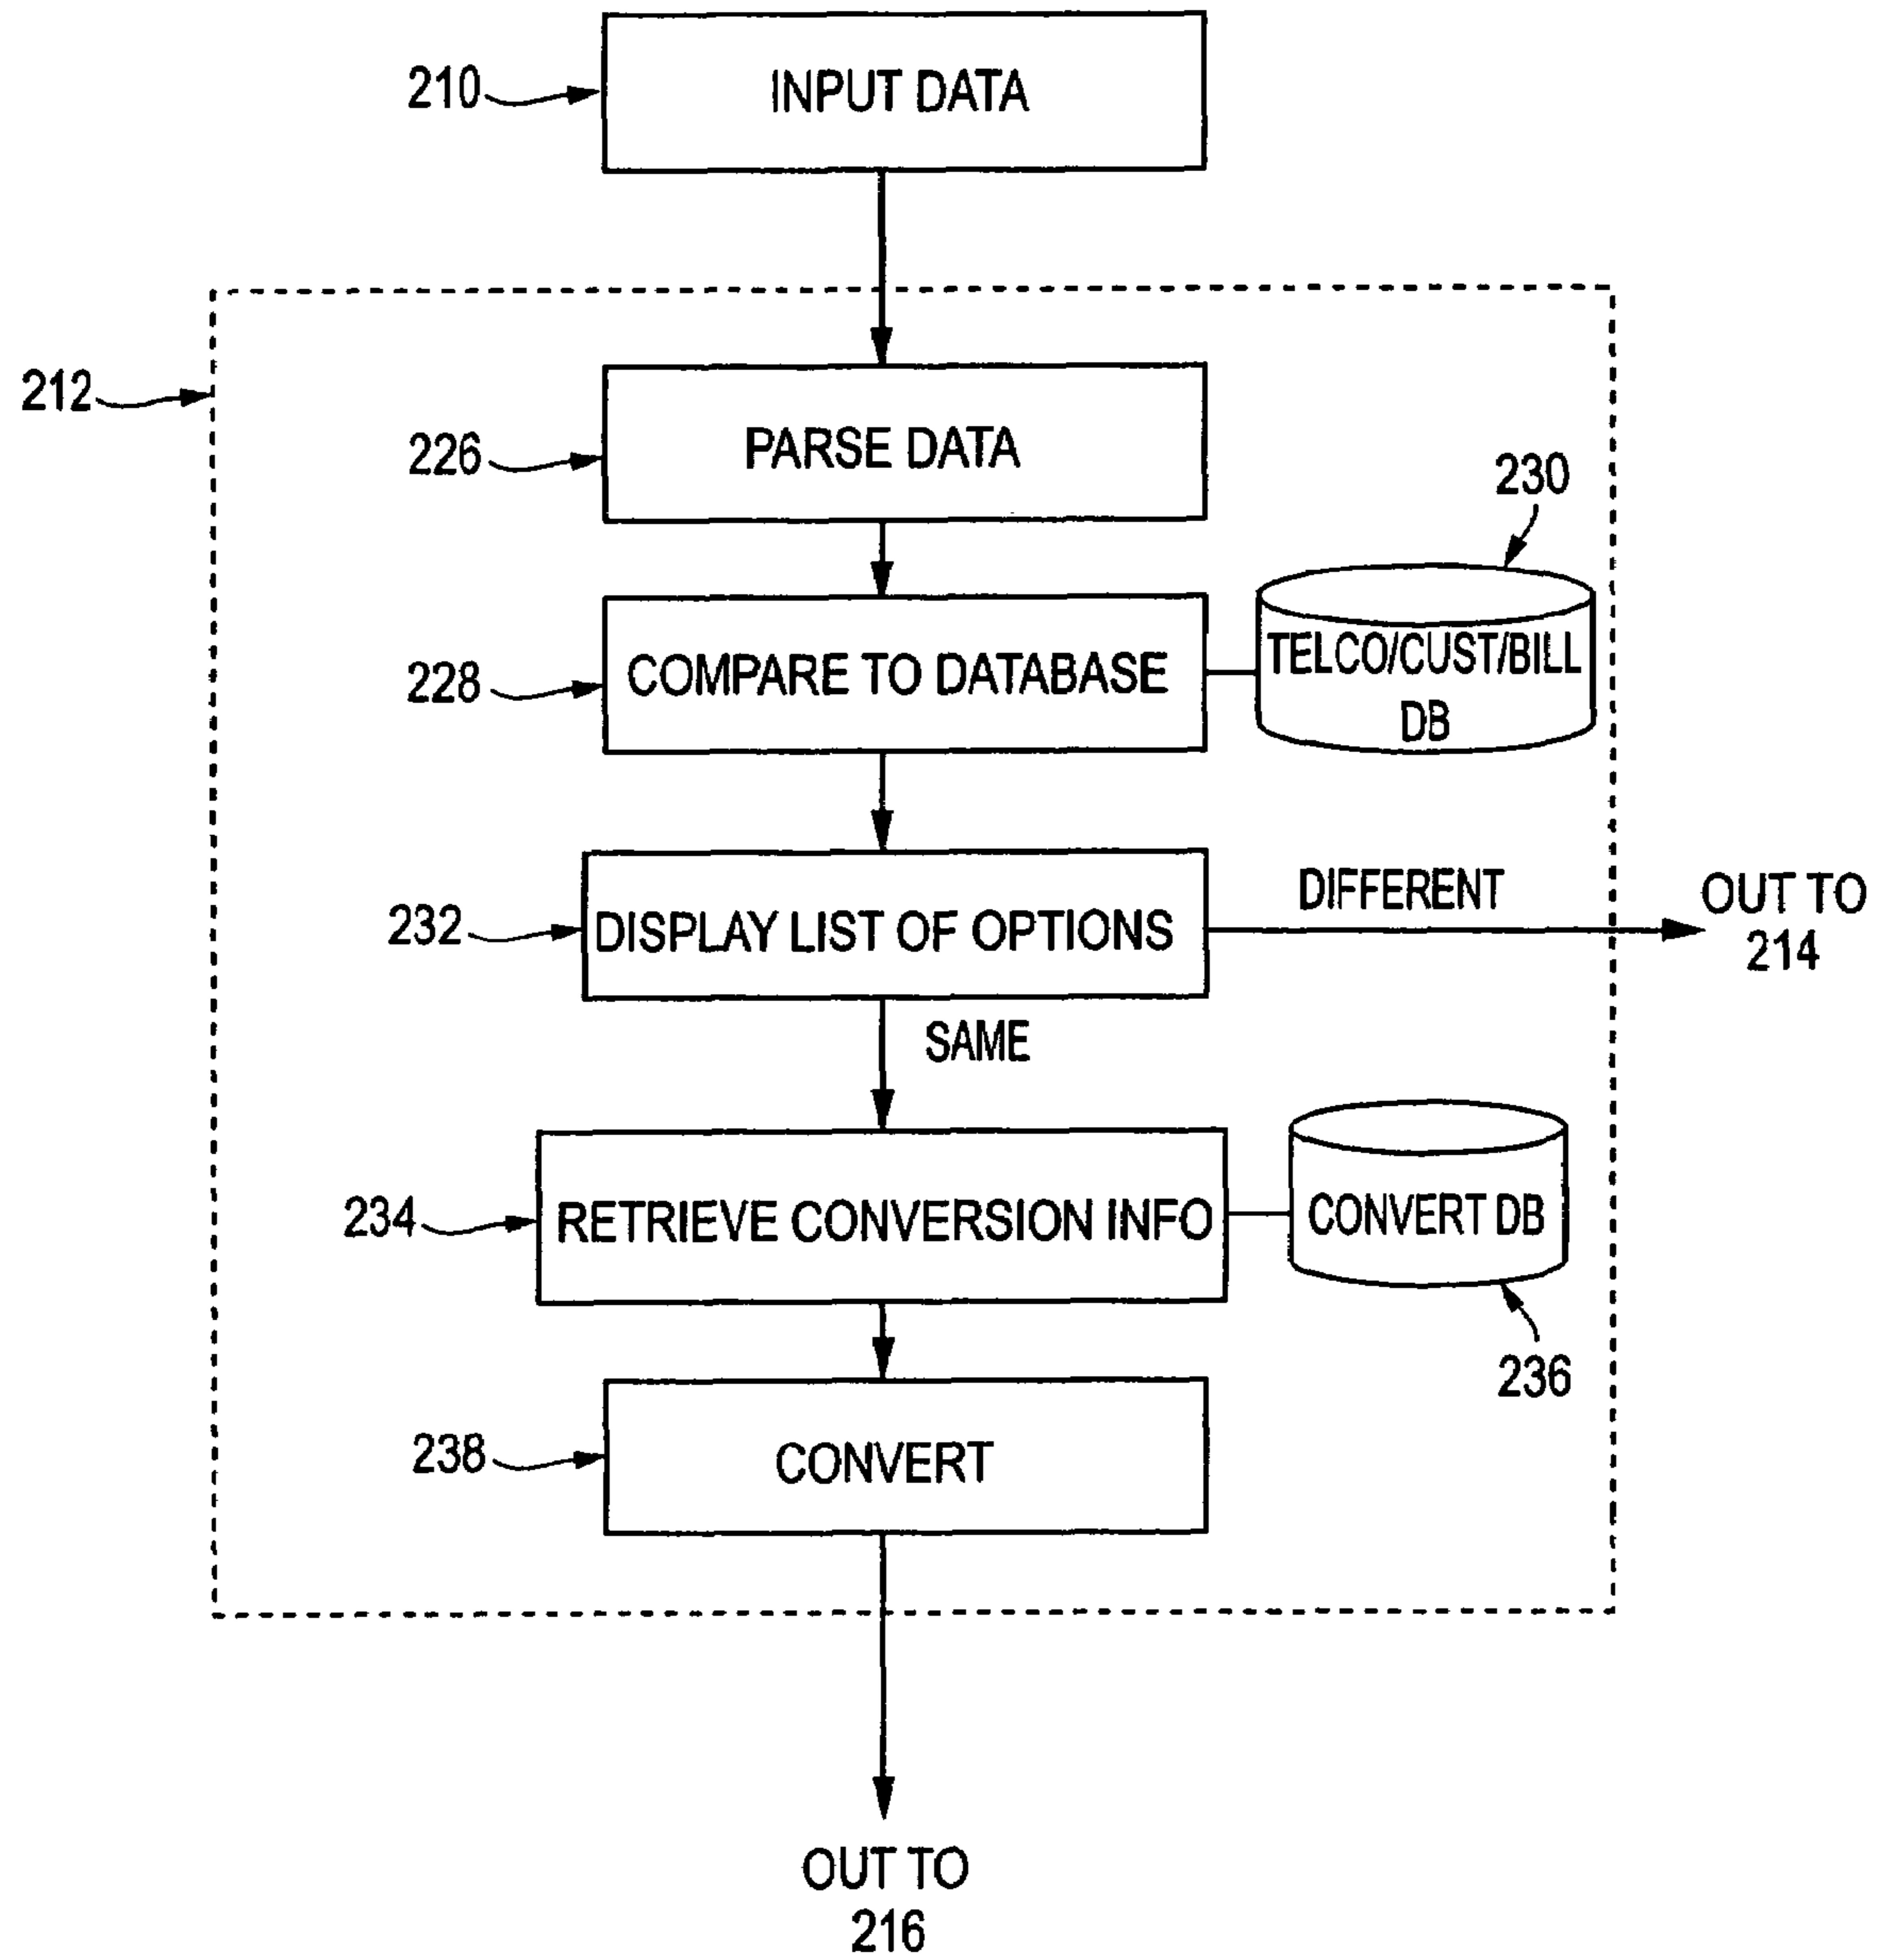 210
INPUT DATA
212
226
PARSE DATA
230
228
COMPARE TO DATABASE
TELCO/CUST/BILL
DB
232
DISPLAY LIST OF OPTIONS
DIFFERENT
OUT TO
214
SAME
234
RETRIEVE CONVERSION INFO
CONVERT DB
236
238
CONVERT
OUT TO
216